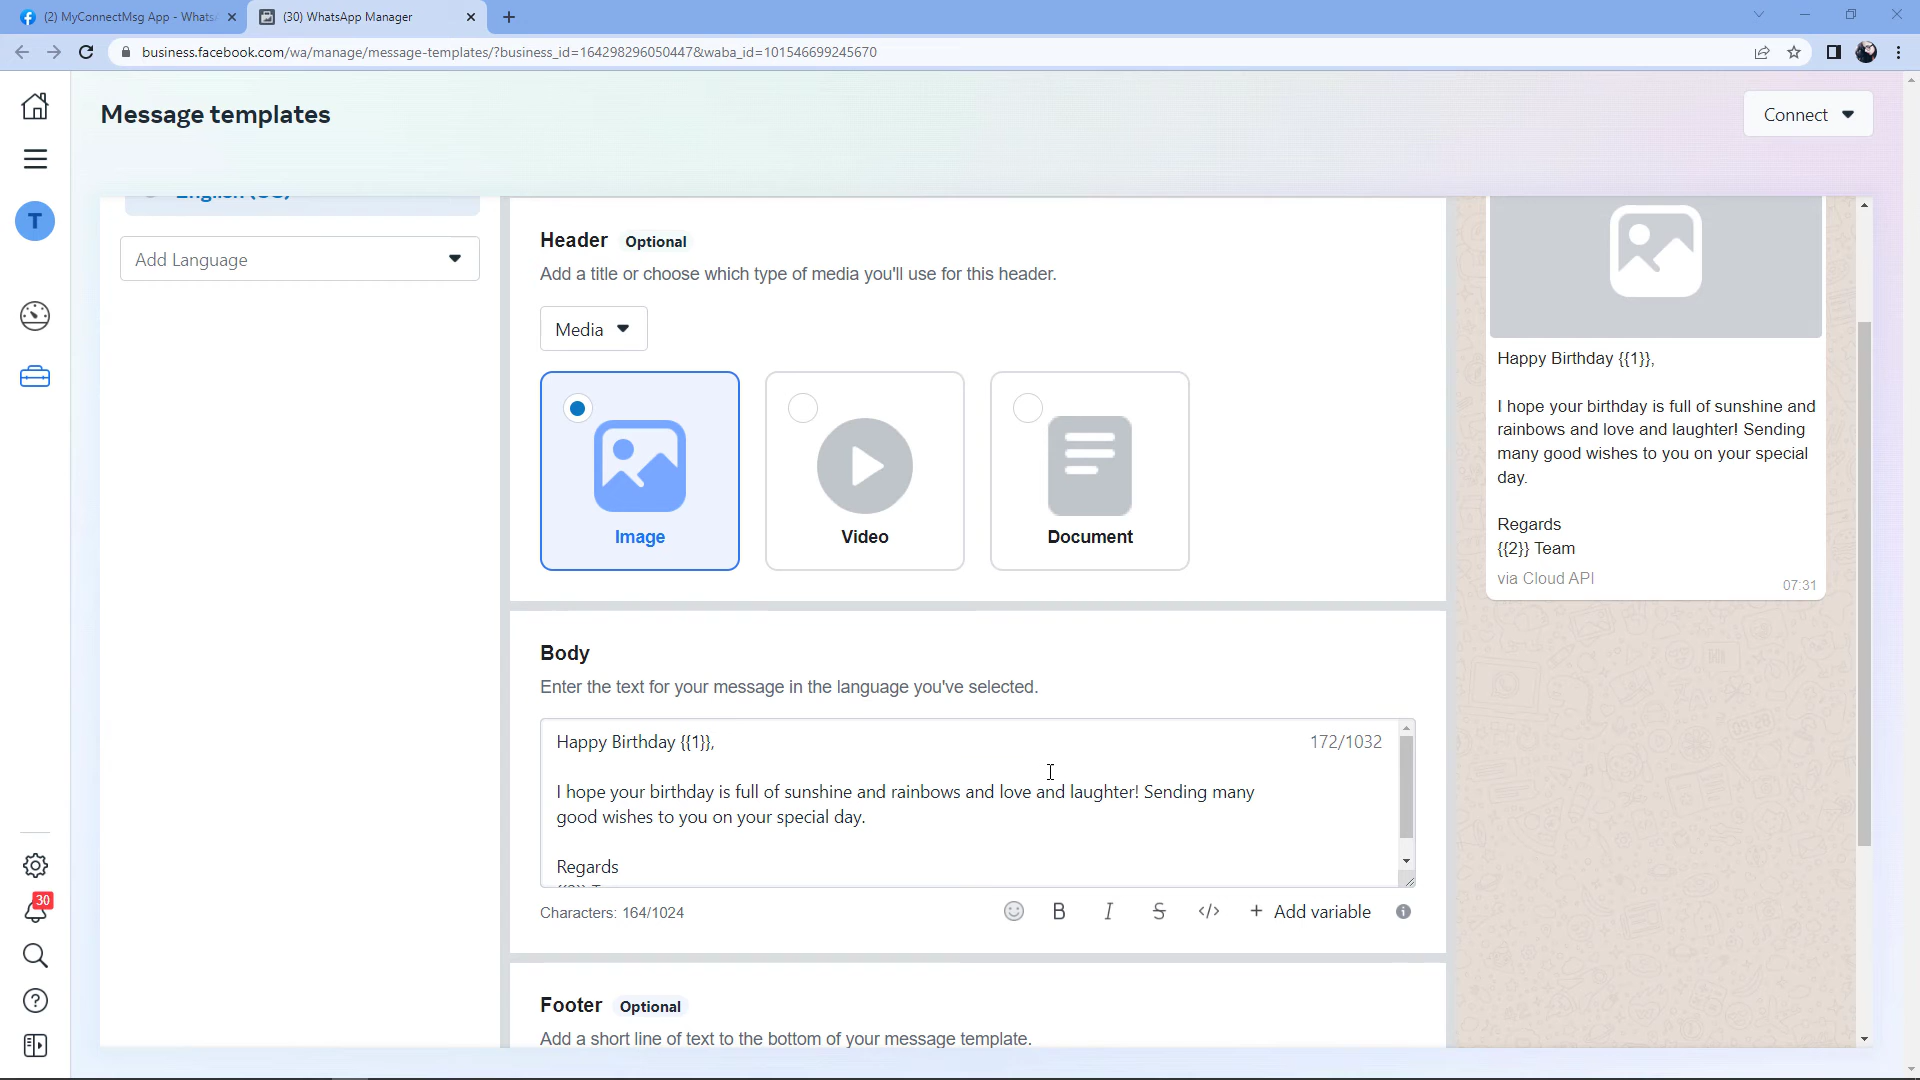 (2) MyConnectMsg App - Whats
(30) WhatsApp Manager
business.facebook.com/wa/manage/message-templates/?business_id=164298296050447&waba_id=101546699245670
Message templates
Connect
T
English (US)
Add Language
Header Optional
Add a title or choose which type of media you'll use for this header.
Media
Image
Video
Document
Body
Enter the text for your message in the language you've selected.
Happy Birthday {{1}},
172/1032
I hope your birthday is full of sunshine and rainbows and love and laughter! Sending many
good wishes to you on your special day.
Regards
Characters: 164/1024
B I S </> + Add variable
Footer Optional
Add a short line of text to the bottom of your message template.
Happy Birthday {{1}},
I hope your birthday is full of sunshine and
rainbows and love and laughter! Sending
many good wishes to you on your special
day.
Regards
{{2}} Team
via Cloud API
07:31
30